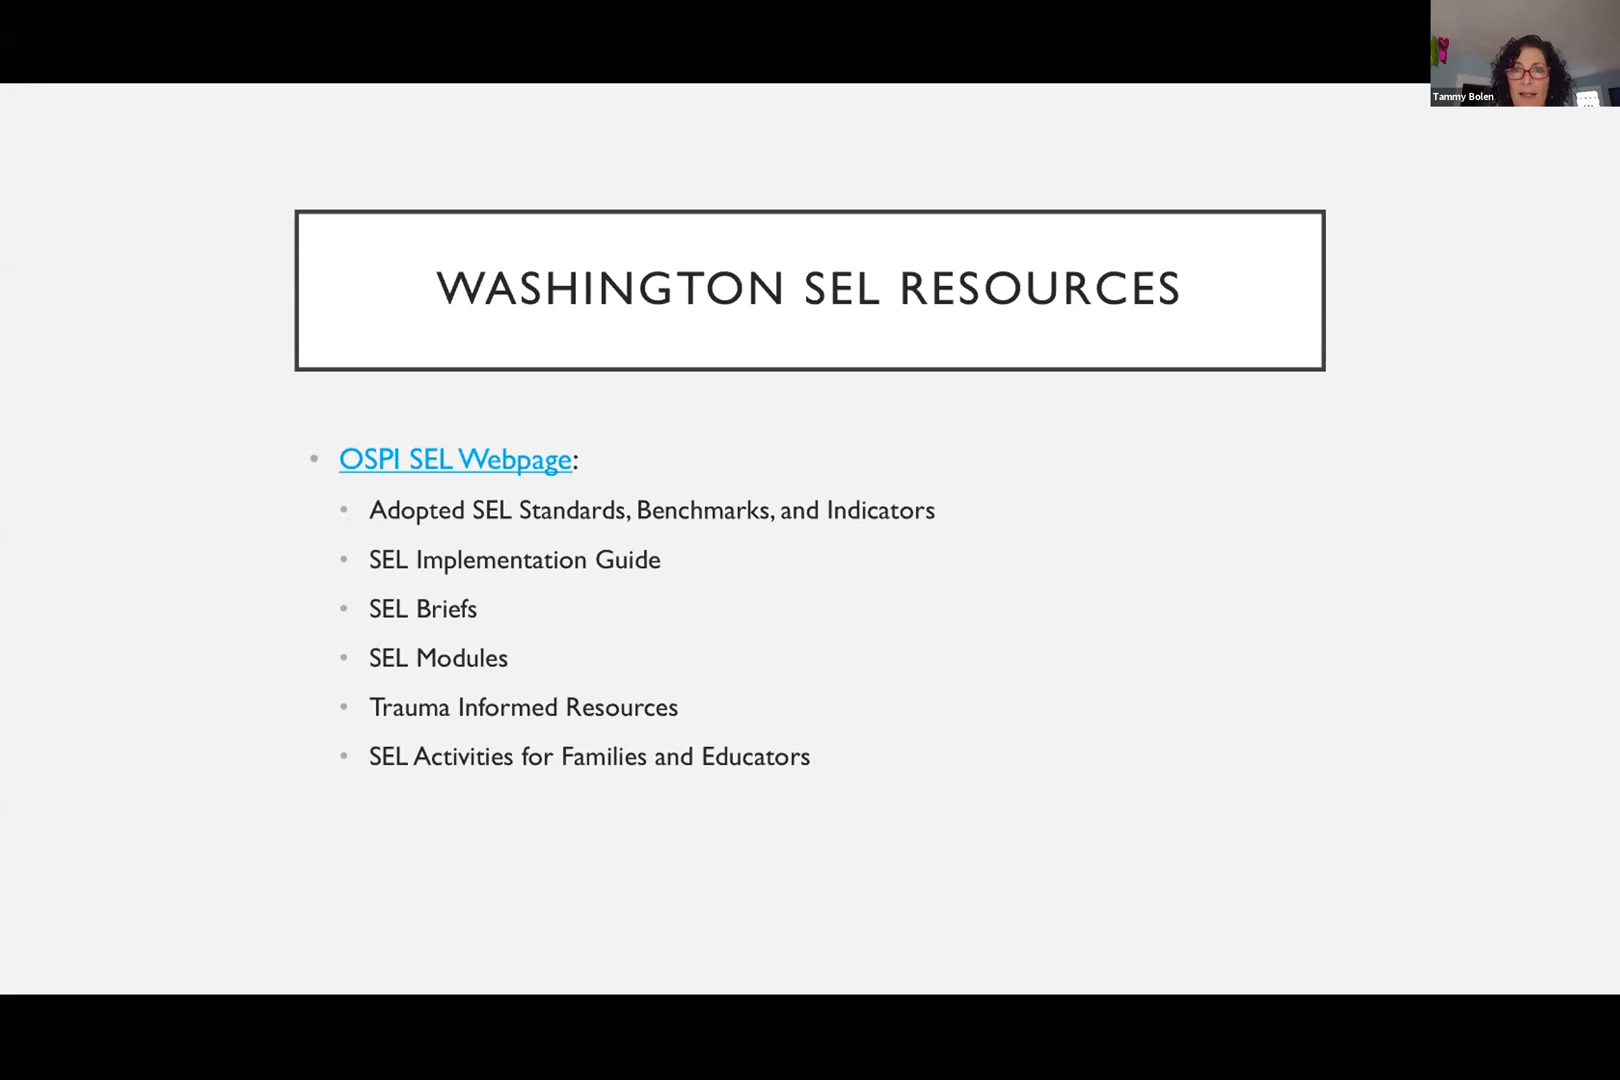 Tammy Bolen
WASHINGTON SEL RESOURCES
• OSPI SEL Webpage:
• Adopted SEL Standards, Benchmarks, and Indicators
• SEL Implementation Guide
• SEL Briefs
• SEL Modules
• Trauma Informed Resources
• SEL Activities for Families and Educators